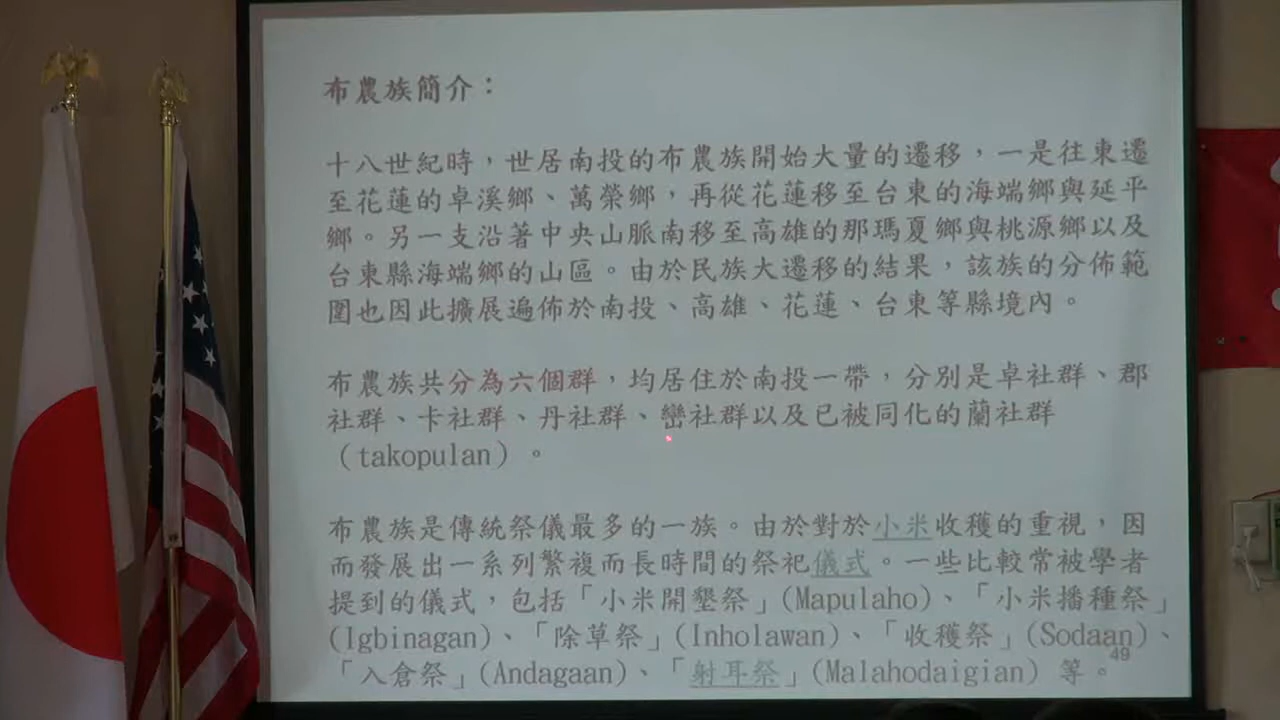 布農族簡介：
十八世紀時，世居南投的布農族開始大量的遷移，一是往東遷
至花蓮的卓溪鄉、萬榮鄉，再從花蓮移至台東的海端鄉與延平
鄉。另一支沿著中央山脈南移至高雄的那瑪夏鄉與桃源鄉以及
台東縣海端鄉的山區。由於民族大遷移的結果，該族的分佈範
圍也因此擴展遍佈於南投、高雄、花蓮、台東等縣境內。
布農族共分為六個群，均居住於南投一帶，分別是卓社群、郡
社群、卡社群、丹社群、巒社群以及已被同化的蘭社群
（takopulan）。
布農族是傳統祭儀最多的一族。由於對於小米收穫的重視，因
而發展出一系列繁複而長時間的祭祀儀式。一些比較常被學者
提到的儀式，包括「小米開墾祭」(Mapulaho)、「小米播種祭」
(Igbinagan)、「除草祭」(Inholawan)、「收穫祭」(Sodaan)、
「入倉祭」(Andagaan)、「射耳祭」(Malahodaigian) 等。
49